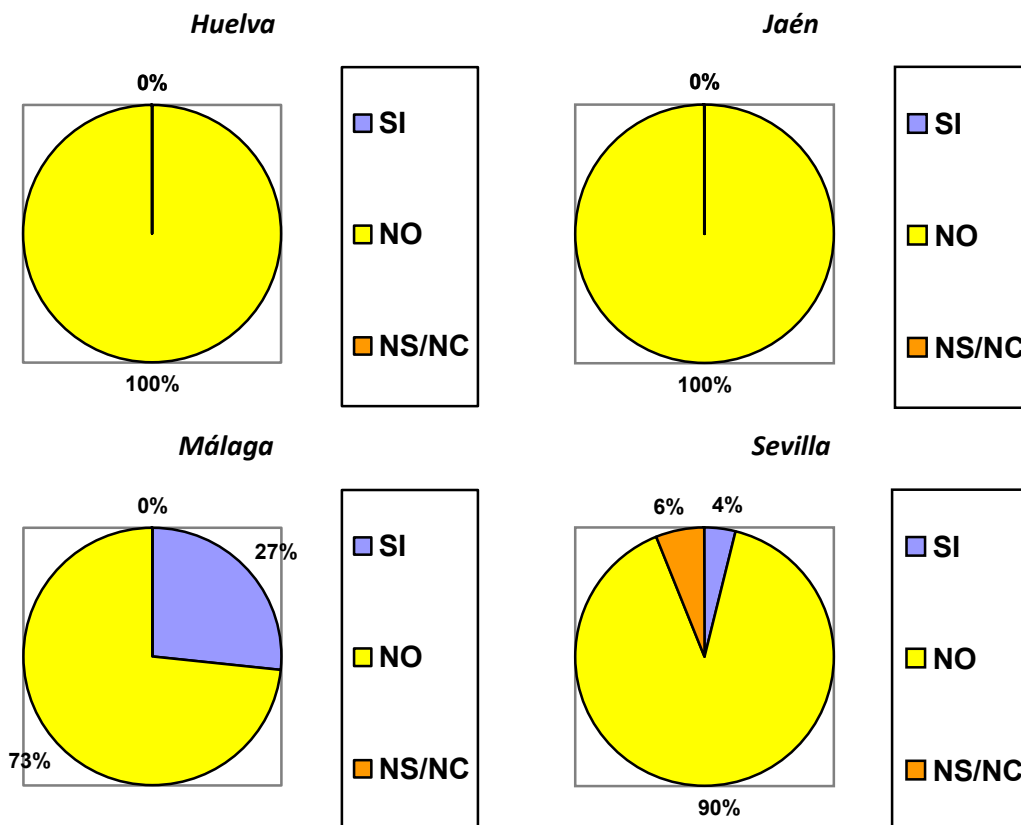 Huelva
0%
SI
NO
NS/NC
100%
Jaén
0%
SI
NO
NS/NC
100%
Málaga
0%
27%
73%
SI
NO
NS/NC
Sevilla
6%
4%
90%
SI
NO
NS/NC